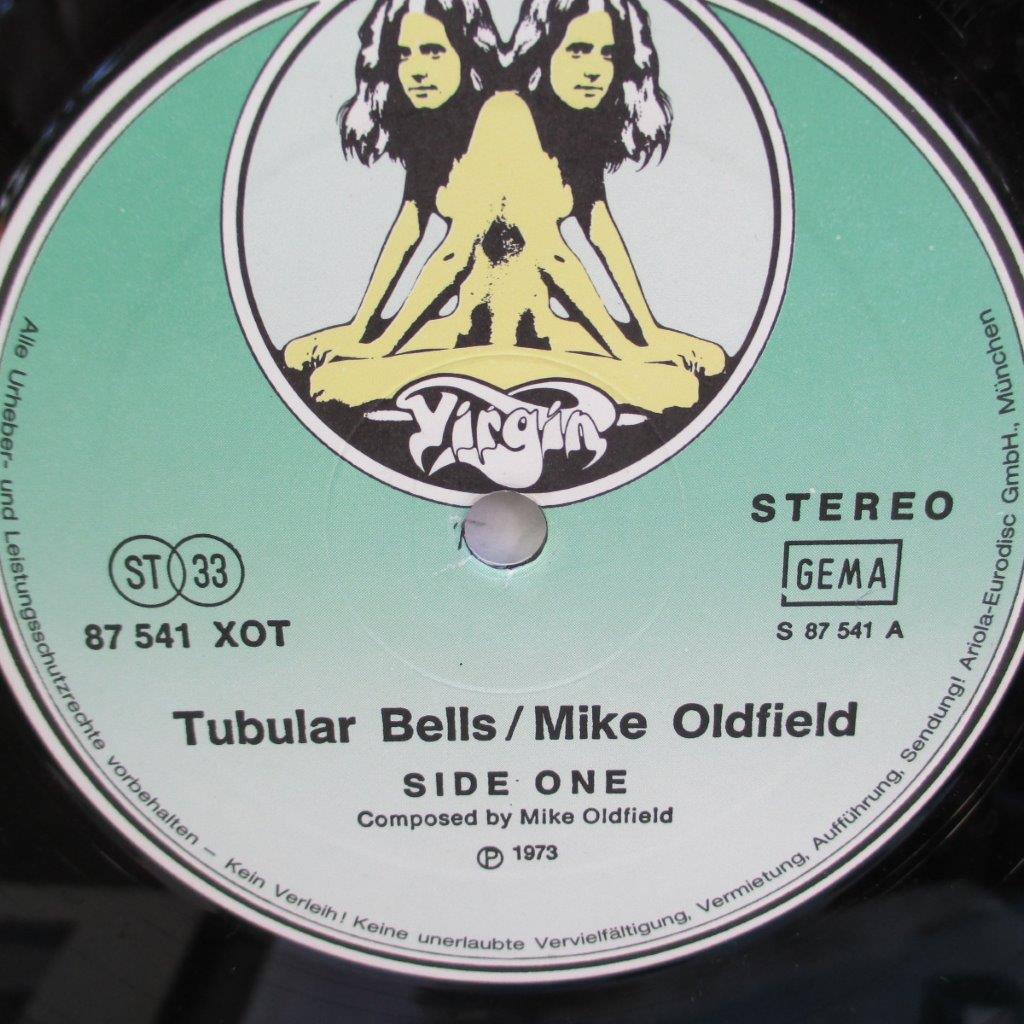 Virgin
STEREO
ST 33
GEMA
87 541 XOT
S 87 541 A
Tubular Bells / Mike Oldfield
SIDE ONE
Composed by Mike Oldfield
℗ 1973
Alle Urheber- und Leistungsschutzrechte vorbehalten – Kein Verleih! Keine unerlaubte Vervielfältigung, Vermietung, Aufführung, Sendung! Ariola-Eurodisc GmbH., München